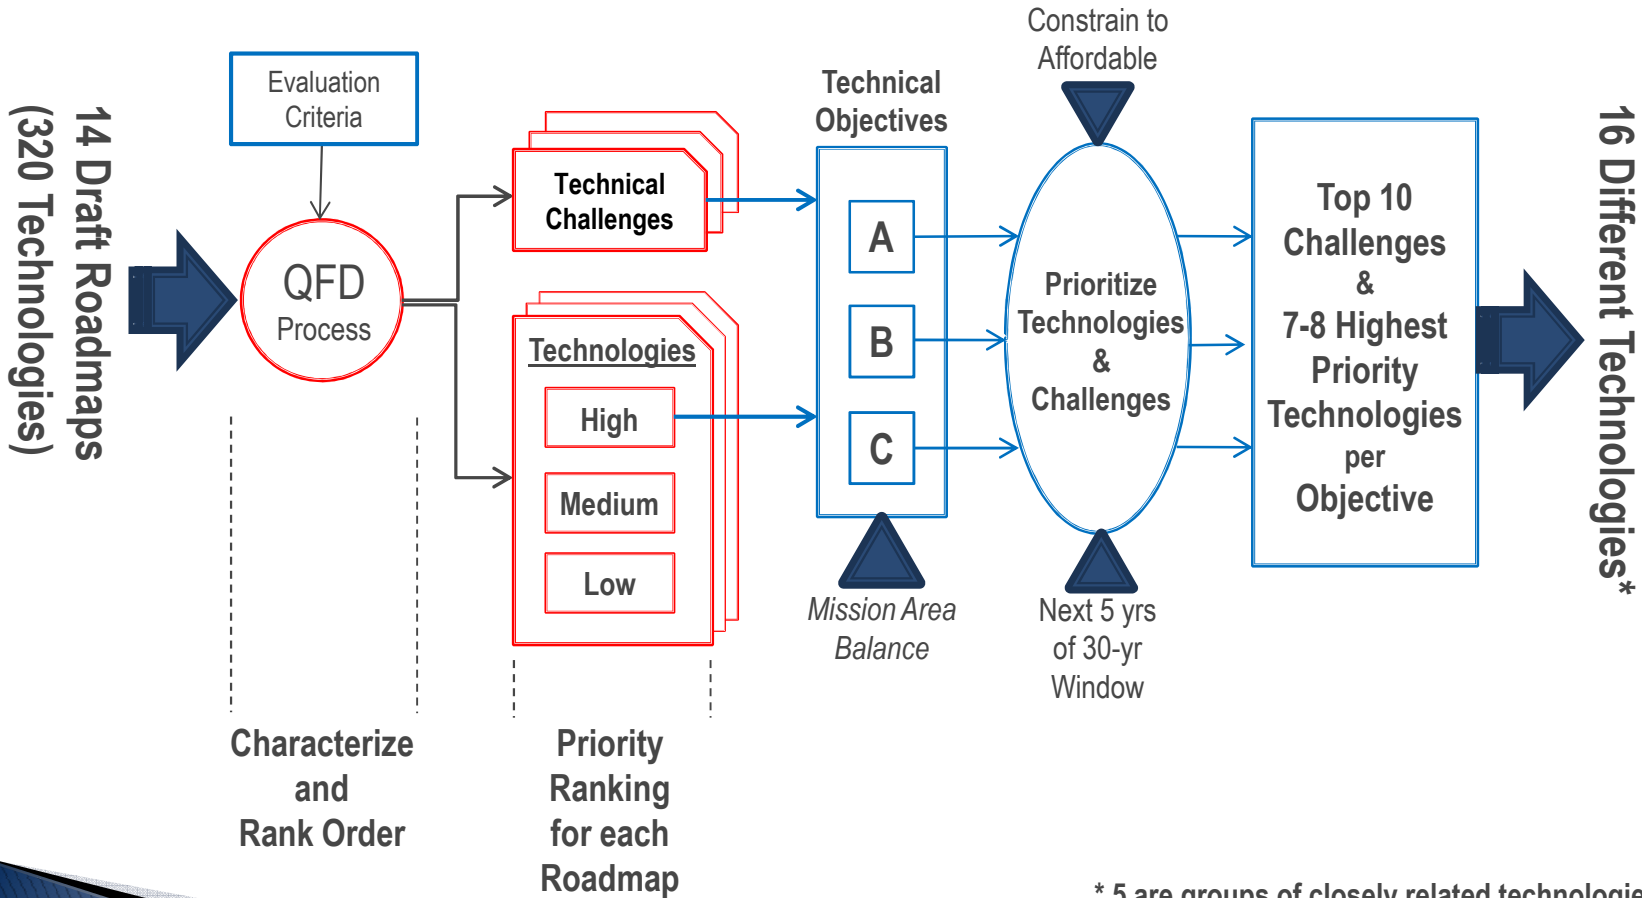 14 Draft Roadmaps
(320 Technologies)
Evaluation
Criteria
QFD
Process
Characterize
and
Rank Order
Technical
Challenges
Technologies
High
Medium
Low
Priority
Ranking
for each
Roadmap
Technical
Objectives
A
B
C
Mission Area
Balance
Constrain to
Affordable
Prioritize
Technologies
&
Challenges
Next 5 yrs
of 30-yr
Window
Top 10
Challenges
&
7-8 Highest
Priority
Technologies
per
Objective
16 Different Technologies*
* 5 are groups of closely related technologie